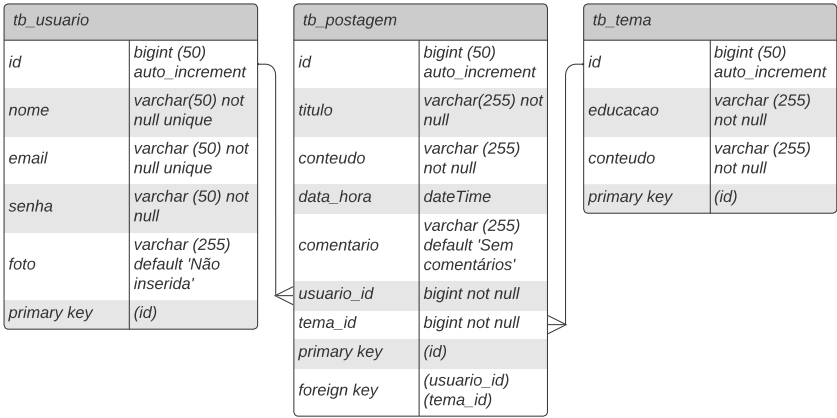 tb_usuario
id
bigint (50)
auto_increment
nome
varchar(50) not
null unique
email
varchar (50) not
null unique
senha
varchar (50) not
null
foto
varchar (255)
default 'Não
inserida'
primary key
(id)
tb_postagem
id
bigint (50)
auto_increment
titulo
varchar(255) not
null
conteudo
varchar (255)
not null
data_hora
dateTime
comentario
varchar (255)
default 'Sem
comentários'
usuario_id
bigint not null
tema_id
bigint not null
primary key
(id)
foreign key
(usuario_id)
(tema_id)
tb_tema
id
bigint (50)
auto_increment
educacao
varchar (255)
not null
conteudo
varchar (255)
not null
primary key
(id)